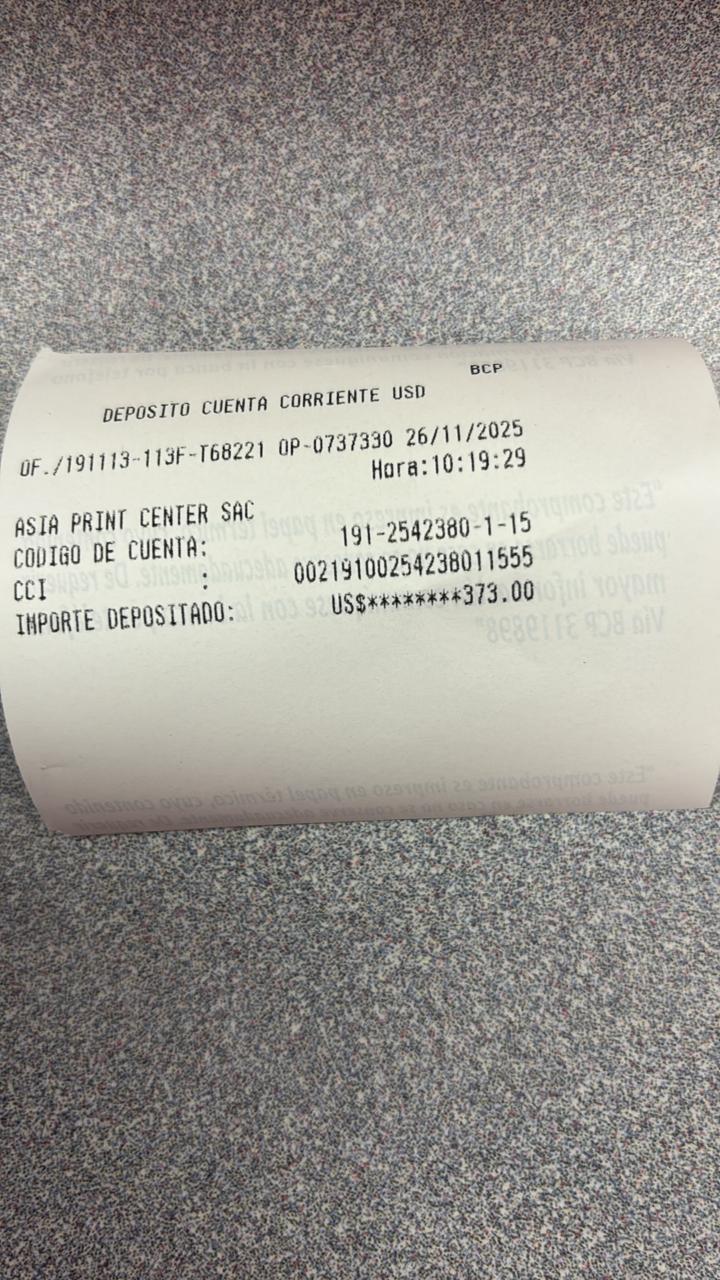 BCP
DEPOSITO CUENTA CORRIENTE USD
OF./191113-113F-T68221 OP-0737330 26/11/2025
Hora:10:19:29
ASIA PRINT CENTER SAC
CODIGO DE CUENTA: 191-2542380-1-15
CCI : 00219100254238011555
IMPORTE DEPOSITADO: US$********373.00